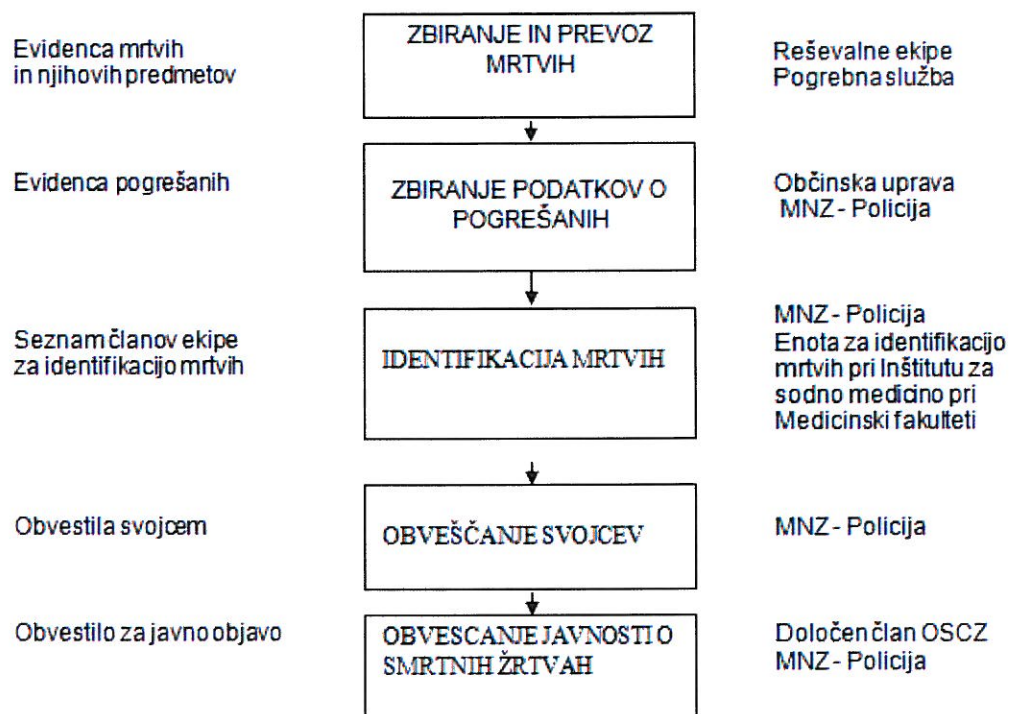 Evidenca mrtvih
in njihovih predmetov
ZBIRANJE IN PREVOZ
MRTVIH
Reševalne ekipe
Pogrebna služba
Evidenca pogrešanih
ZBIRANJE PODATKOV O
POGREŠANIH
Občinska uprava
MNZ - Policija
Seznam članov ekipe
za identifikacijo mrtvih
IDENTIFIKACIJA MRTVIH
MNZ - Policija
Enota za identifikacijo
mrtvih pri Inštitutu za
sodno medicino pri
Medicinski fakulteti
Obvestila svojcem
OBVEŠČANJE SVOJCEV
MNZ - Policija
Obvestilo za javno objavo
OBVESCANJE JAVNOSTI O
SMRTNIH ŽRTVAH
Določen član OSCZ
MNZ - Policija